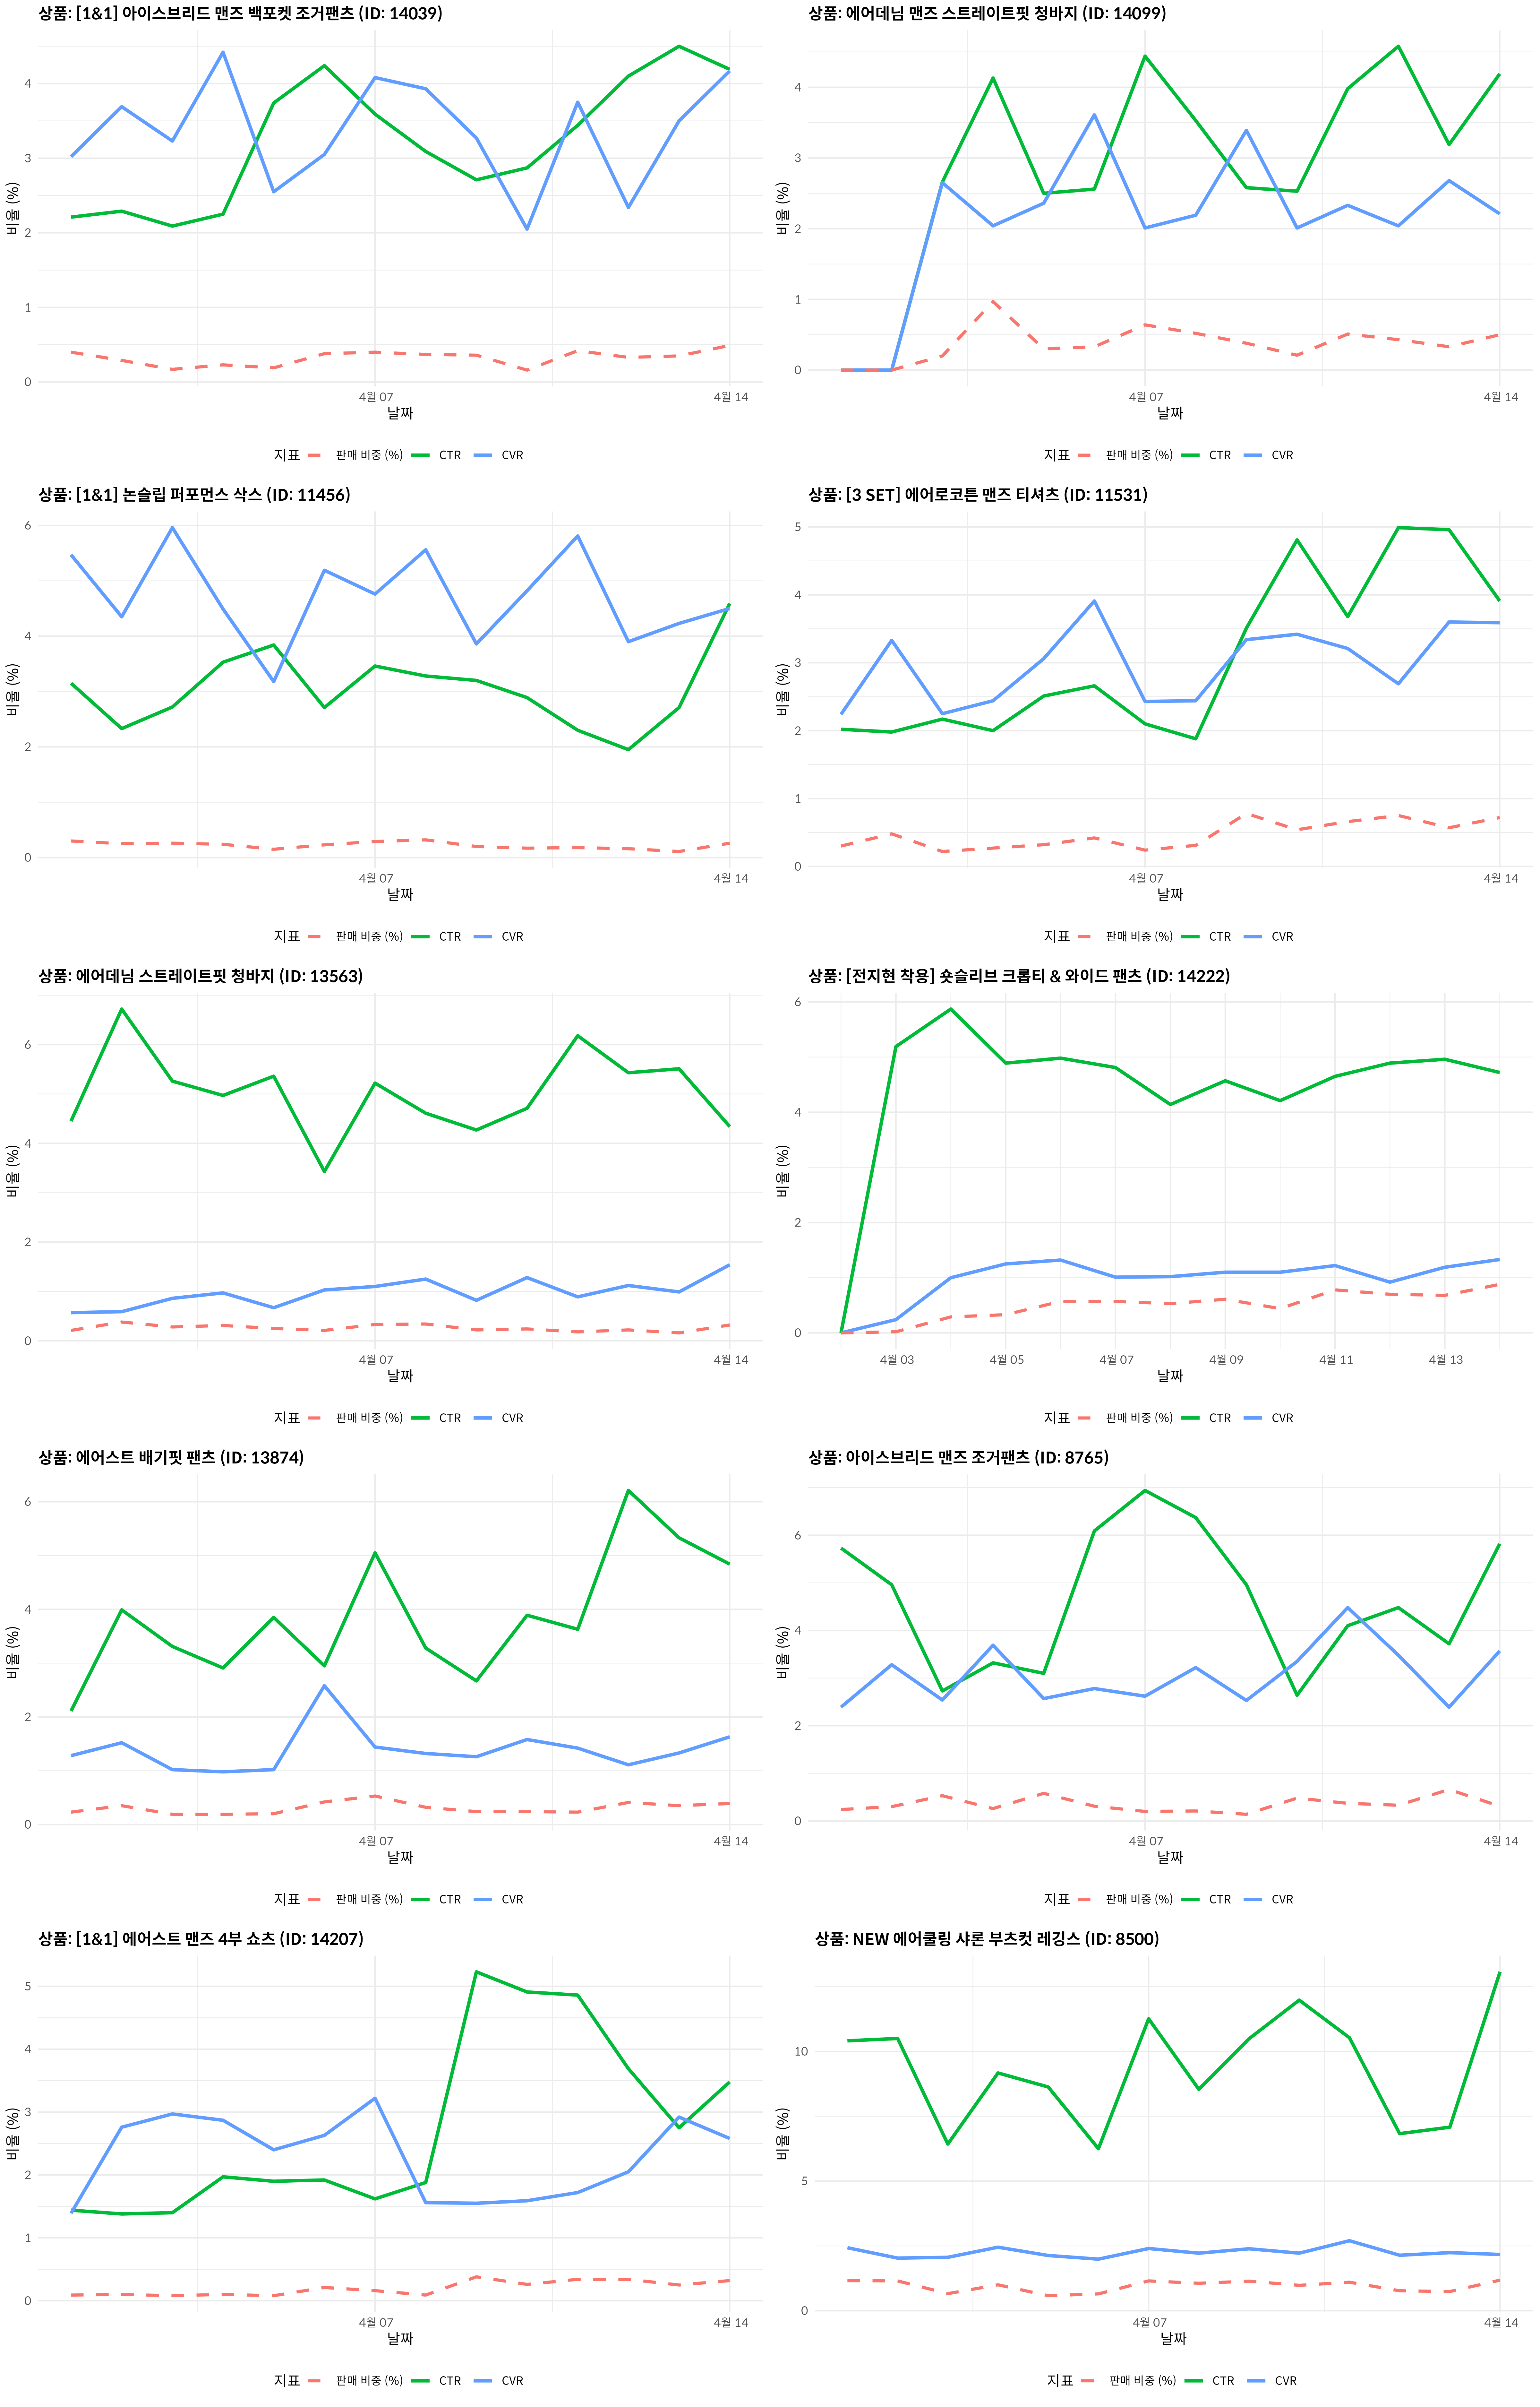 상품: [1&1] 아이스브리드 맨즈 백포켓 조거팬츠 (ID: 14039)
비율 (%)
4
3
2
1
0
4월 07
4월 14
날짜
지표 판매 비중 (%) CTR CVR
상품: 에어데님 맨즈 스트레이트핏 청바지 (ID: 14099)
비율 (%)
4
3
2
1
0
4월 07
4월 14
날짜
지표 판매 비중 (%) CTR CVR
상품: [1&1] 논슬립 퍼포먼스 삭스 (ID: 11456)
비율 (%)
6
4
2
0
4월 07
4월 14
날짜
지표 판매 비중 (%) CTR CVR
상품: [3 SET] 에어로코튼 맨즈 티셔츠 (ID: 11531)
비율 (%)
5
4
3
2
1
0
4월 07
4월 14
날짜
지표 판매 비중 (%) CTR CVR
상품: 에어데님 스트레이트핏 청바지 (ID: 13563)
비율 (%)
6
4
2
0
4월 07
4월 14
날짜
지표 판매 비중 (%) CTR CVR
상품: [전지현 착용] 숏슬리브 크롭티 & 와이드 팬츠 (ID: 14222)
비율 (%)
6
4
2
0
4월 03
4월 05
4월 07
4월 09
4월 11
4월 13
날짜
지표 판매 비중 (%) CTR CVR
상품: 에어스트 배기핏 팬츠 (ID: 13874)
비율 (%)
6
4
2
0
4월 07
4월 14
날짜
지표 판매 비중 (%) CTR CVR
상품: 아이스브리드 맨즈 조거팬츠 (ID: 8765)
비율 (%)
6
4
2
0
4월 07
4월 14
날짜
지표 판매 비중 (%) CTR CVR
상품: [1&1] 에어스트 맨즈 4부 쇼츠 (ID: 14207)
비율 (%)
5
4
3
2
1
0
4월 07
4월 14
날짜
지표 판매 비중 (%) CTR CVR
상품: NEW 에어쿨링 샤론 부츠컷 레깅스 (ID: 8500)
비율 (%)
10
5
0
4월 07
4월 14
날짜
지표 판매 비중 (%) CTR CVR